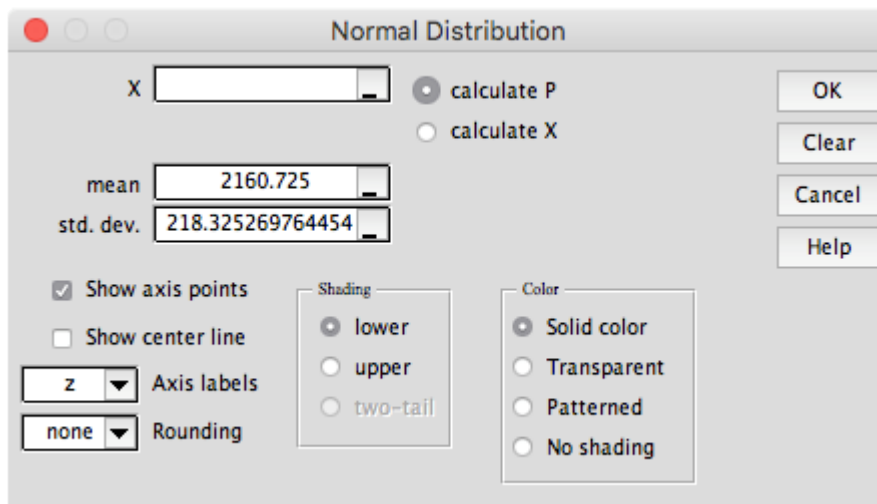 Normal Distribution
X
calculate P
OK
calculate X
Clear
mean 2160.725
Cancel
std. dev. 218.325269764454
Help
Show axis points
Shading
Color
lower
Solid color
Show center line
upper
Transparent
z Axis labels
two-tail
Patterned
none Rounding
No shading